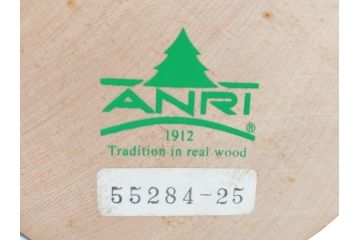 ANRI ®
1912
Tradition in real wood
55284-25